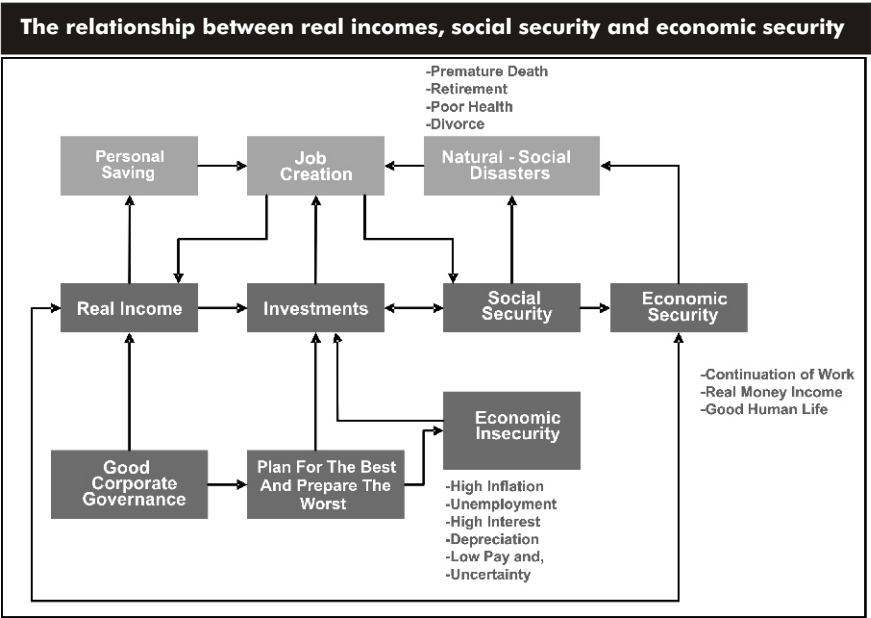 The relationship between real incomes, social security and economic security
-Premature Death
-Retirement
-Poor Health
-Divorce
Personal
Saving
Job
Creation
Natural - Social
Disasters
Real Income
Investments
Social
Security
Economic
Security
-Continuation of Work
-Real Money Income
-Good Human Life
Economic
Insecurity
Good
Corporate
Governance
Plan For The Best
And Prepare The
Worst
-High Inflation
-Unemployment
-High Interest
-Depreciation
-Low Pay and,
-Uncertainty